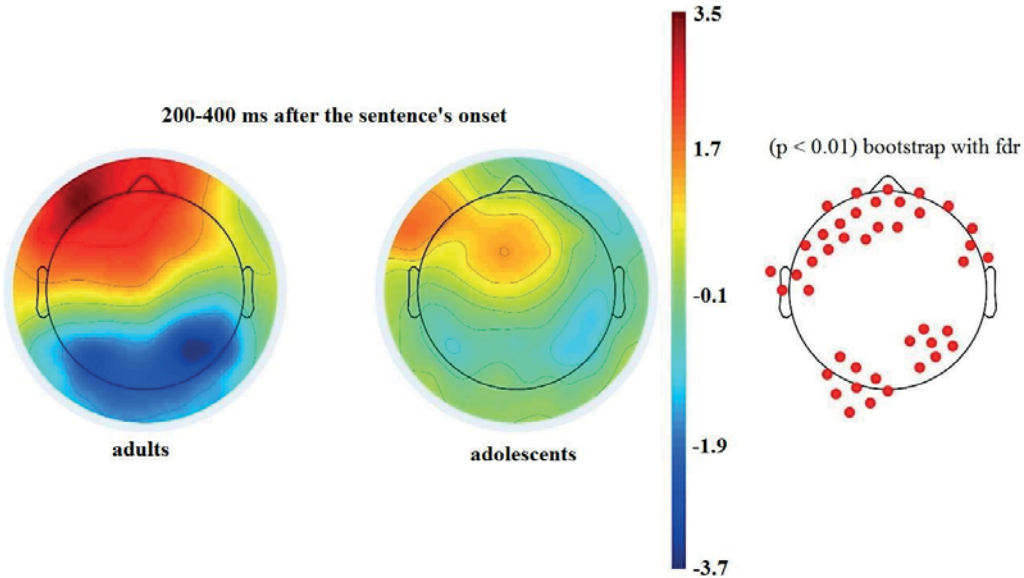 200-400 ms after the sentence's onset
adults
adolescents
3.5
1.7
-0.1
-1.9
-3.7
(p < 0.01) bootstrap with fdr